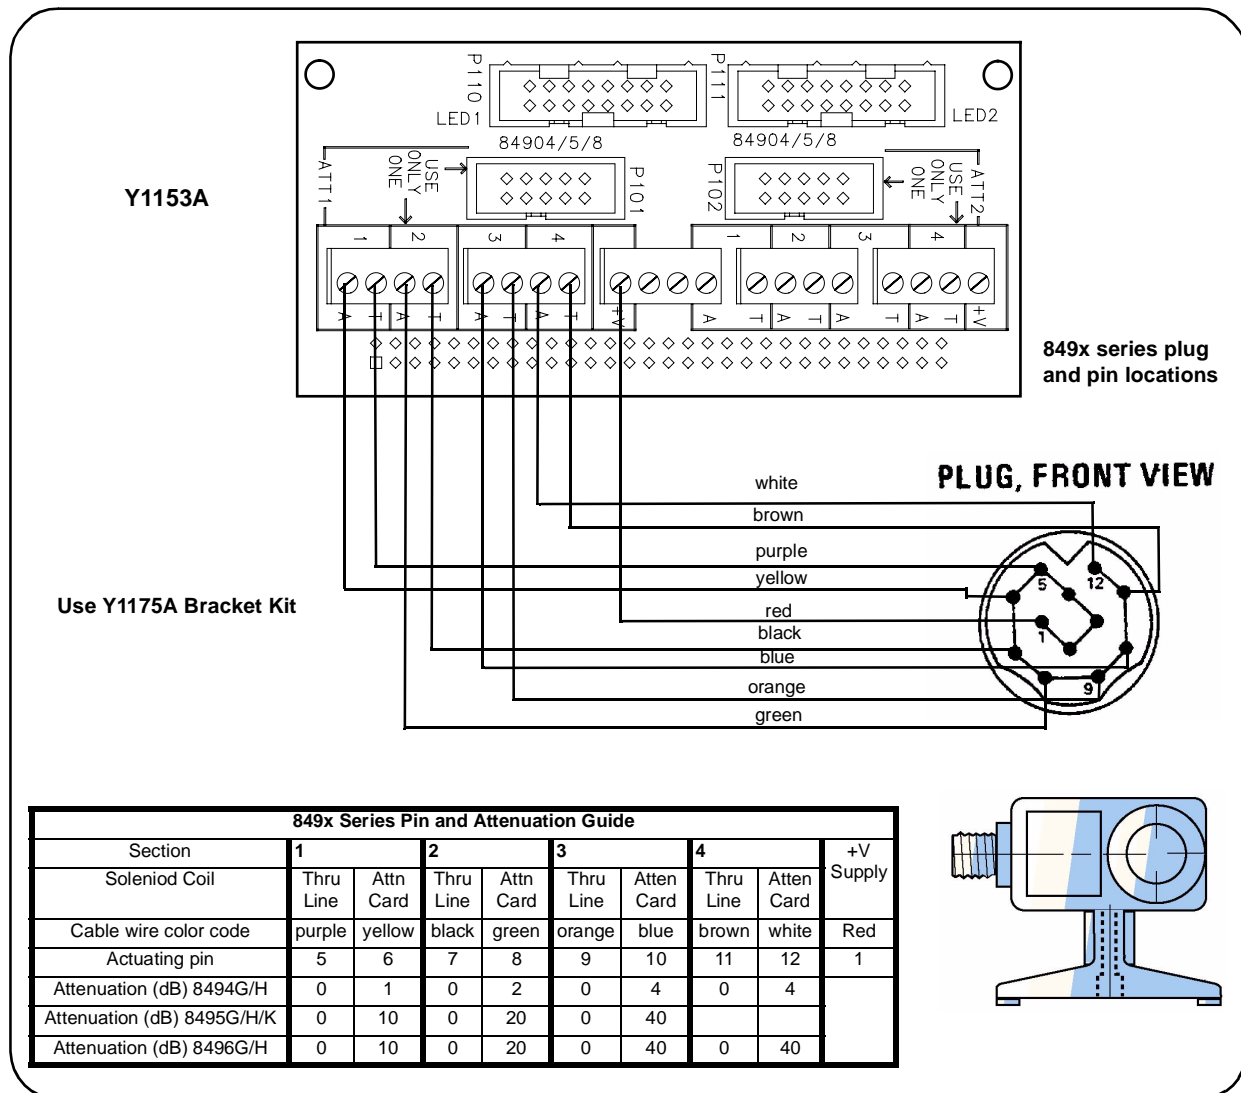 P110
P111
LED1
LED2
84904/5/8
84904/5/8
ATT1
USE ONLY ONE
P101
P102
USE ONLY ONE
ATT2
Y1153A
1 2 3 4 1 2 3 4
A T A T A T A T +V A T A T A T A T +V
849x series plug
and pin locations
PLUG, FRONT VIEW
white
brown
purple
yellow
red
black
blue
orange
green
5 12
1
9
Use Y1175A Bracket Kit
849x Series Pin and Attenuation Guide
Section 1 2 3 4 +V Supply
Soleniod Coil Thru Line Attn Card Thru Line Attn Card Thru Line Atten Card Thru Line Atten Card
Cable wire color code purple yellow black green orange blue brown white Red
Actuating pin 5 6 7 8 9 10 11 12 1
Attenuation (dB) 8494G/H 0 1 0 2 0 4 0 4
Attenuation (dB) 8495G/H/K 0 10 0 20 0 40
Attenuation (dB) 8496G/H 0 10 0 20 0 40 0 40